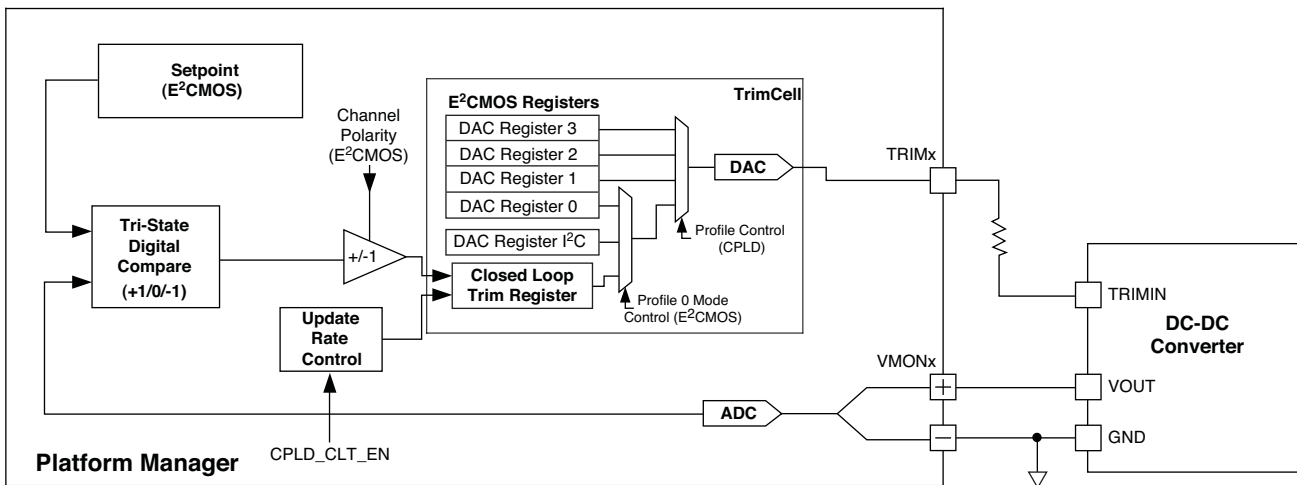 Setpoint
(E²CMOS)
Channel
Polarity
(E²CMOS)
E²CMOS Registers
TrimCell
DAC Register 3
DAC Register 2
DAC Register 1
DAC Register 0
DAC Register I²C
Closed Loop
Trim Register
DAC
Profile Control
(CPLD)
Profile 0 Mode
Control (E²CMOS)
TRIMx
Tri-State
Digital
Compare
(+1/0/-1)
+/-1
Update
Rate
Control
CPLD_CLT_EN
ADC
VMONx
+
−
TRIMIN
DC-DC
Converter
VOUT
GND
Platform Manager